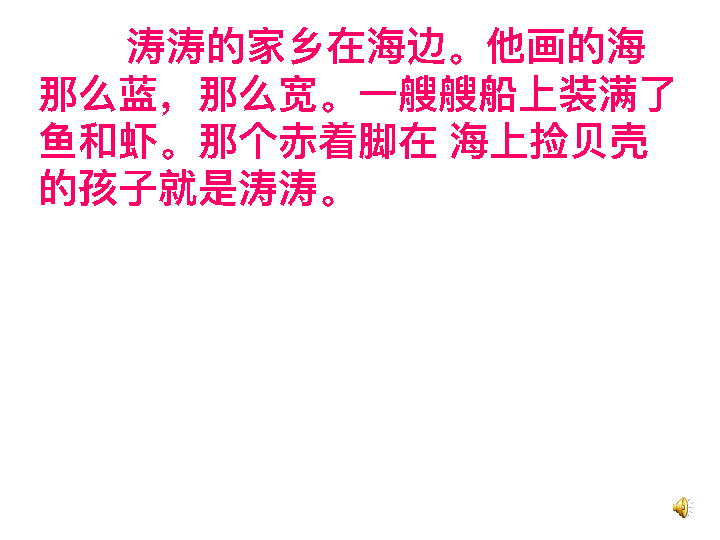 涛涛的家乡在海边。他画的海
那么蓝，那么宽。一艘艘船上装满了
鱼和虾。那个赤着脚在 海上捡贝壳
的孩子就是涛涛。